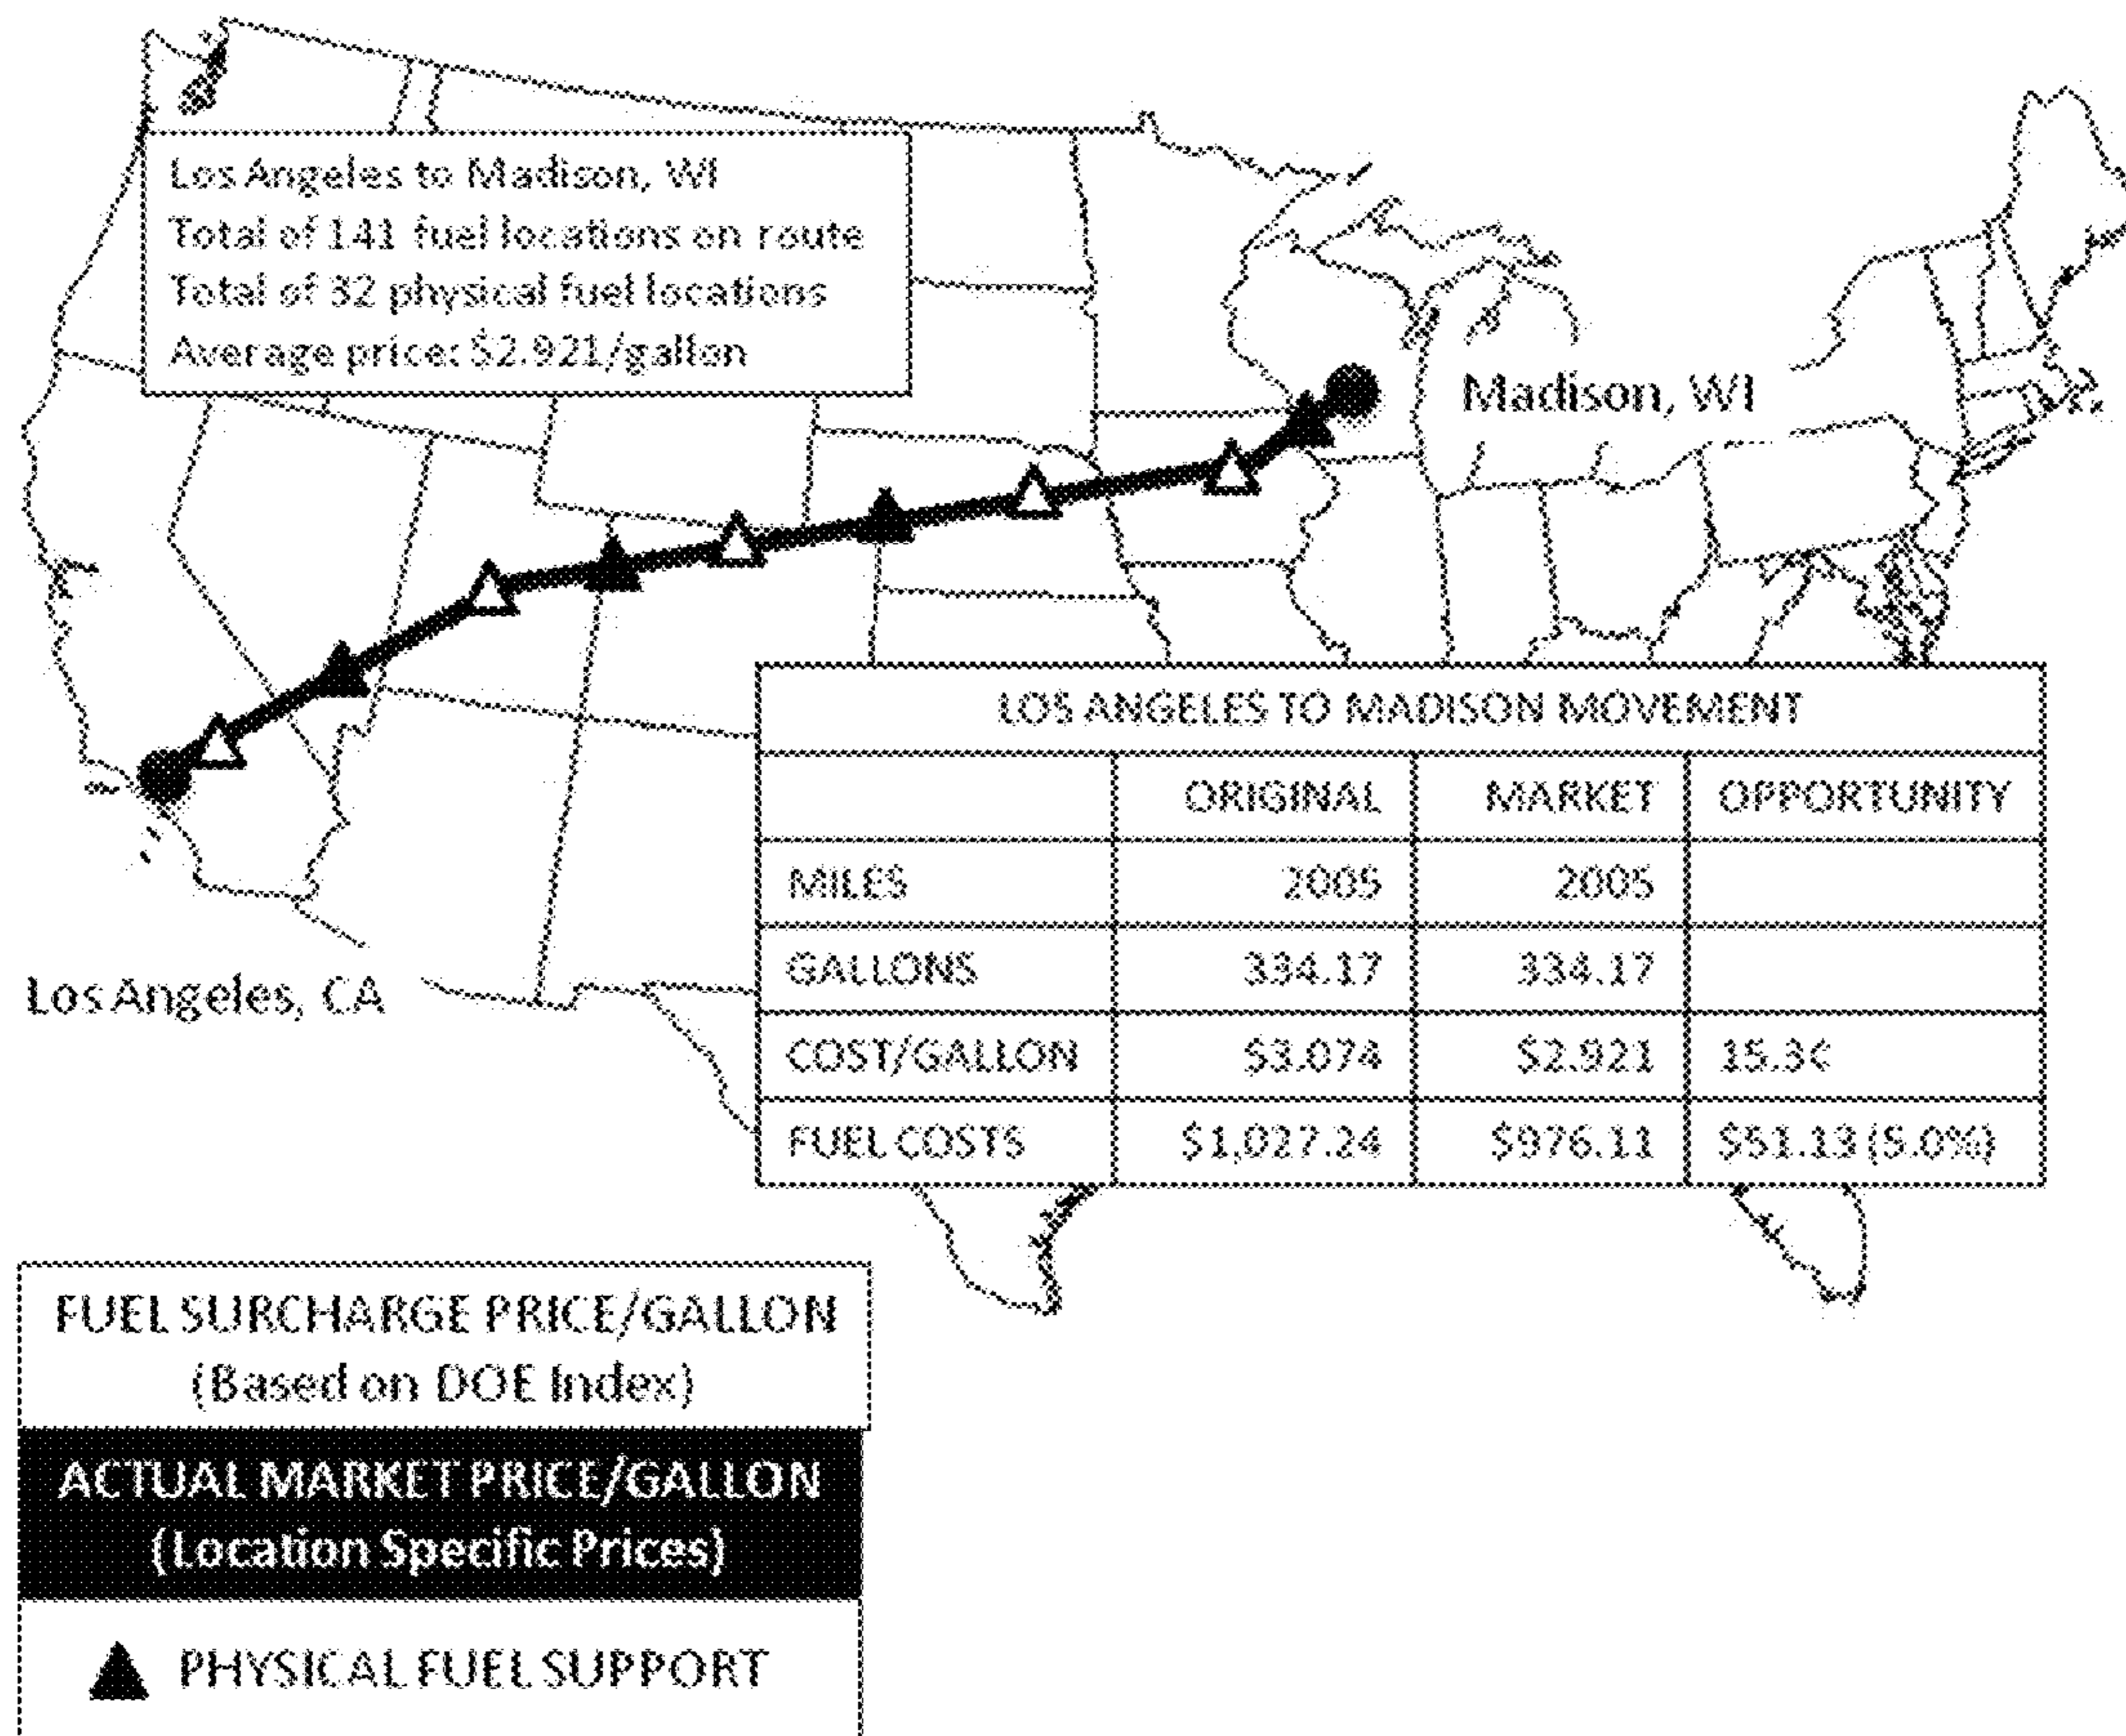 Los Angeles to Madison, WI
Total of 141 fuel locations on route
Total of 32 physical fuel locations
Average price: $2.921/gallon
Madison, WI
Los Angeles, CA
LOS ANGELES TO MADISON MOVEMENT
ORIGINAL MARKET OPPORTUNITY
MILES 2005 2005
GALLONS 334.17 334.17
COST/GALLON $3.074 $2.921 15.3¢
FUEL COSTS $1,027.24 $976.11 $51.13 (5.0%)
FUEL SURCHARGE PRICE/GALLON
(Based on DOE Index)
ACTUAL MARKET PRICE/GALLON
(Location Specific Prices)
PHYSICAL FUEL SUPPORT